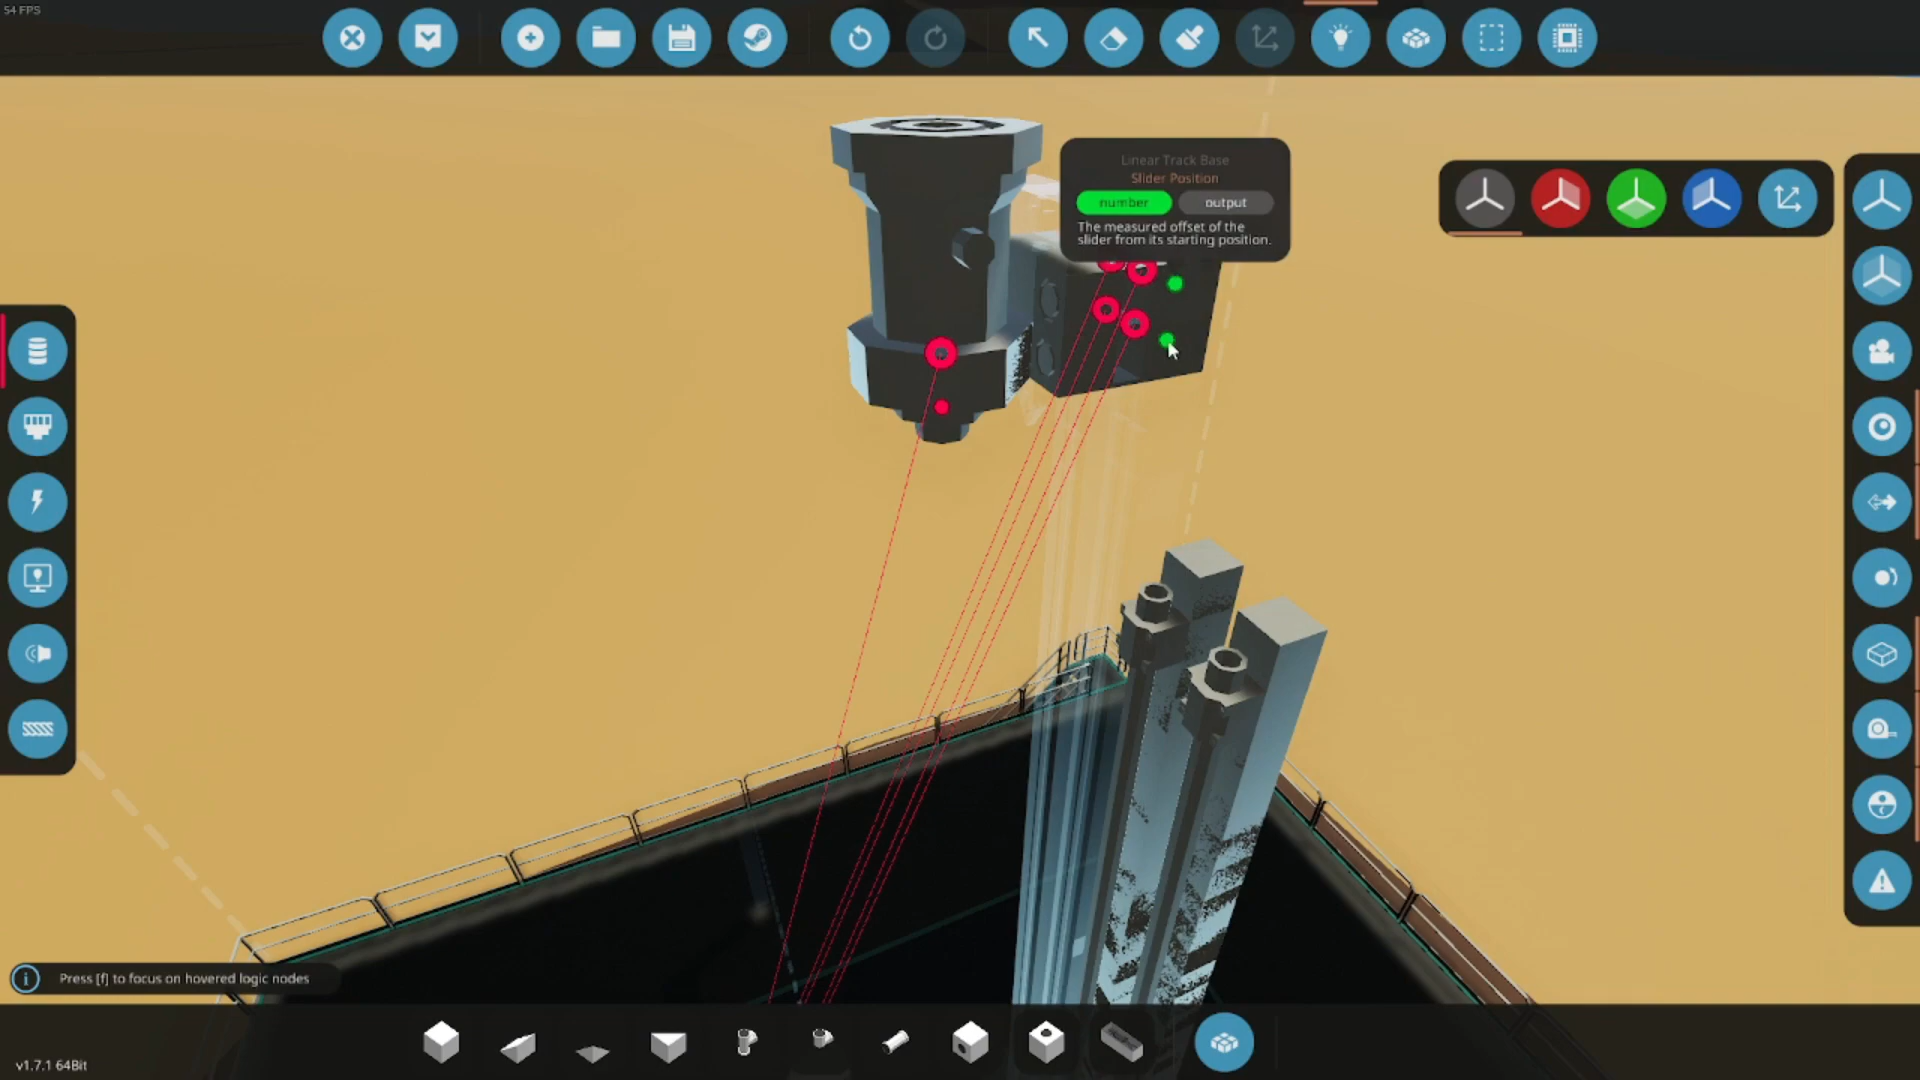 54 FPS
Linear Track Base
Slider Position
number output
The measured offset of the
slider from its starting position.
Press [f] to focus on hovered logic nodes
v1.7.1 64Bit